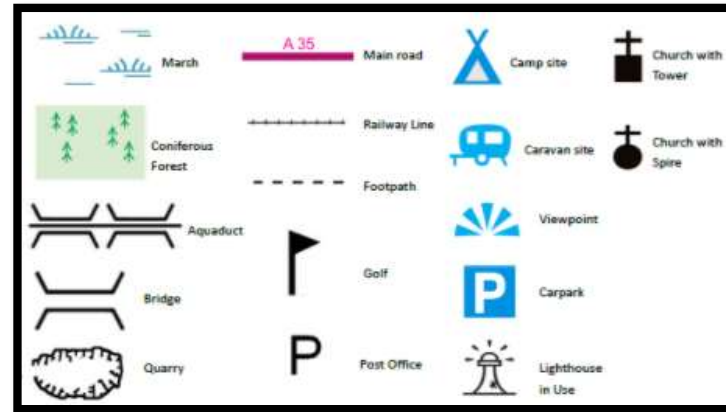 Marsh
Coniferous
Forest
Aquaduct
Bridge
Quarry
A 35
Main road
Railway Line
Footpath
Golf
P
Post Office
Camp site
Caravan site
Viewpoint
P
Carpark
Lighthouse
in Use
Church with
Tower
Church with
Spire